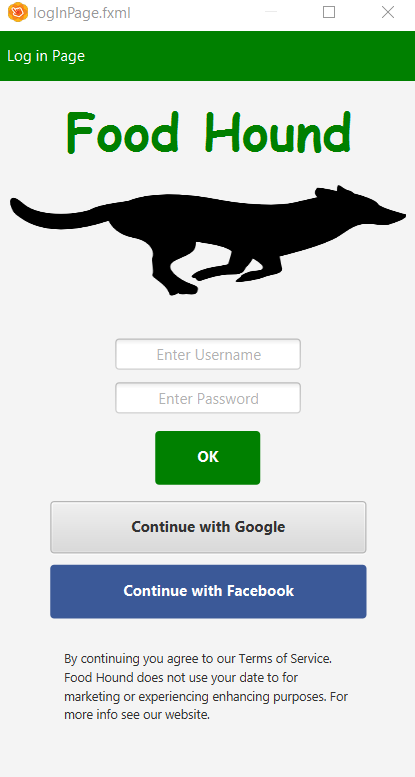 logInPage.fxml
Log in Page
Food Hound
Enter Username
Enter Password
OK
Continue with Google
Continue with Facebook
By continuing you agree to our Terms of Service.
Food Hound does not use your date to for
marketing or experiencing enhancing purposes. For
more info see our website.